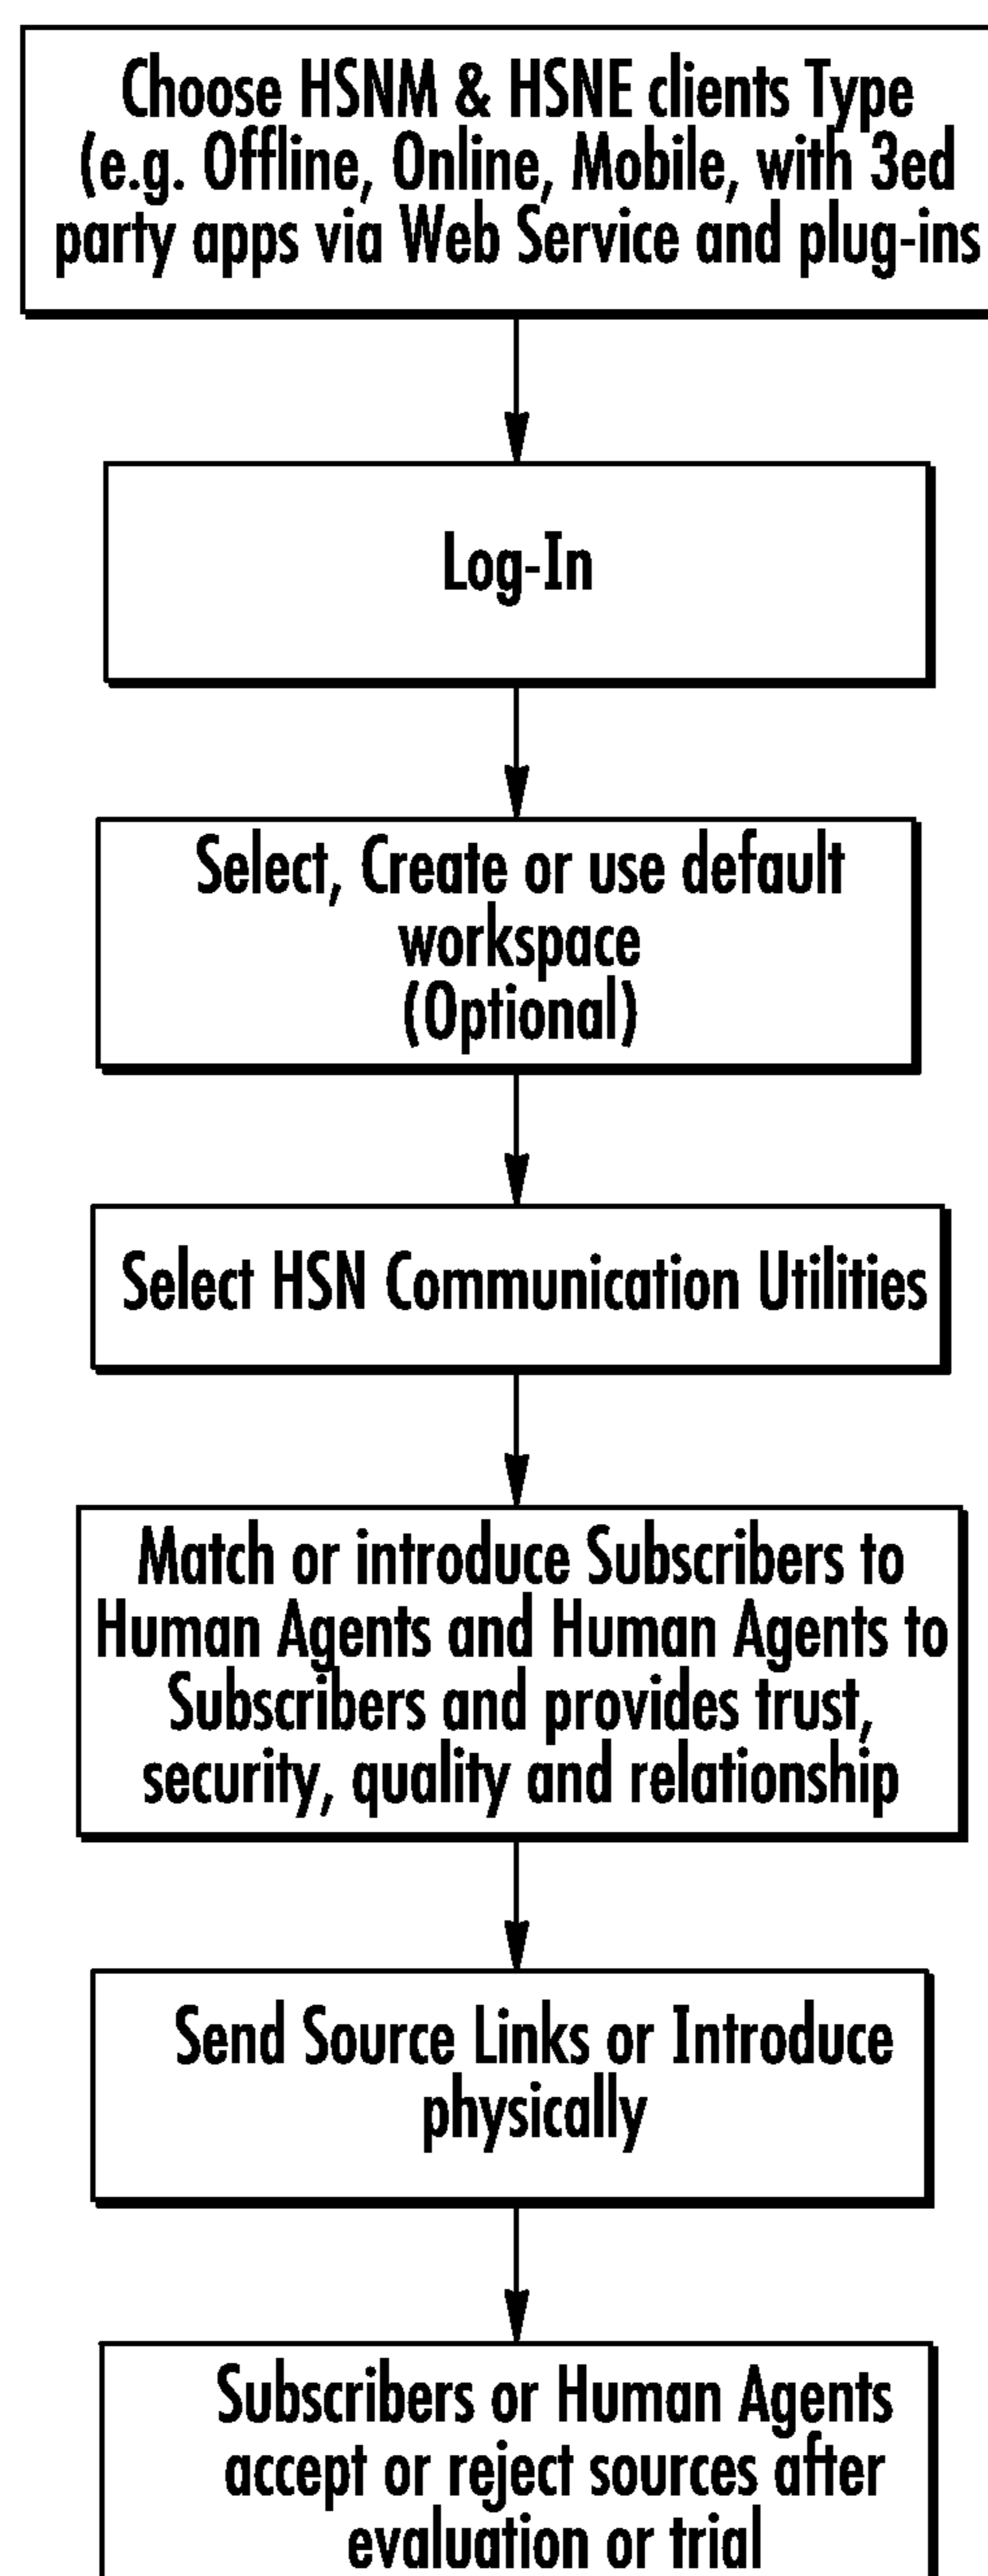 Choose HSNM & HSNE clients Type
(e.g. Offline, Online, Mobile, with 3ed
party apps via Web Service and plug-ins
Log-In
Select, Create or use default
workspace
(Optional)
Select HSN Communication Utilities
Match or introduce Subscribers to
Human Agents and Human Agents to
Subscribers and provides trust,
security, quality and relationship
Send Source Links or Introduce
physically
Subscribers or Human Agents
accept or reject sources after
evaluation or trial